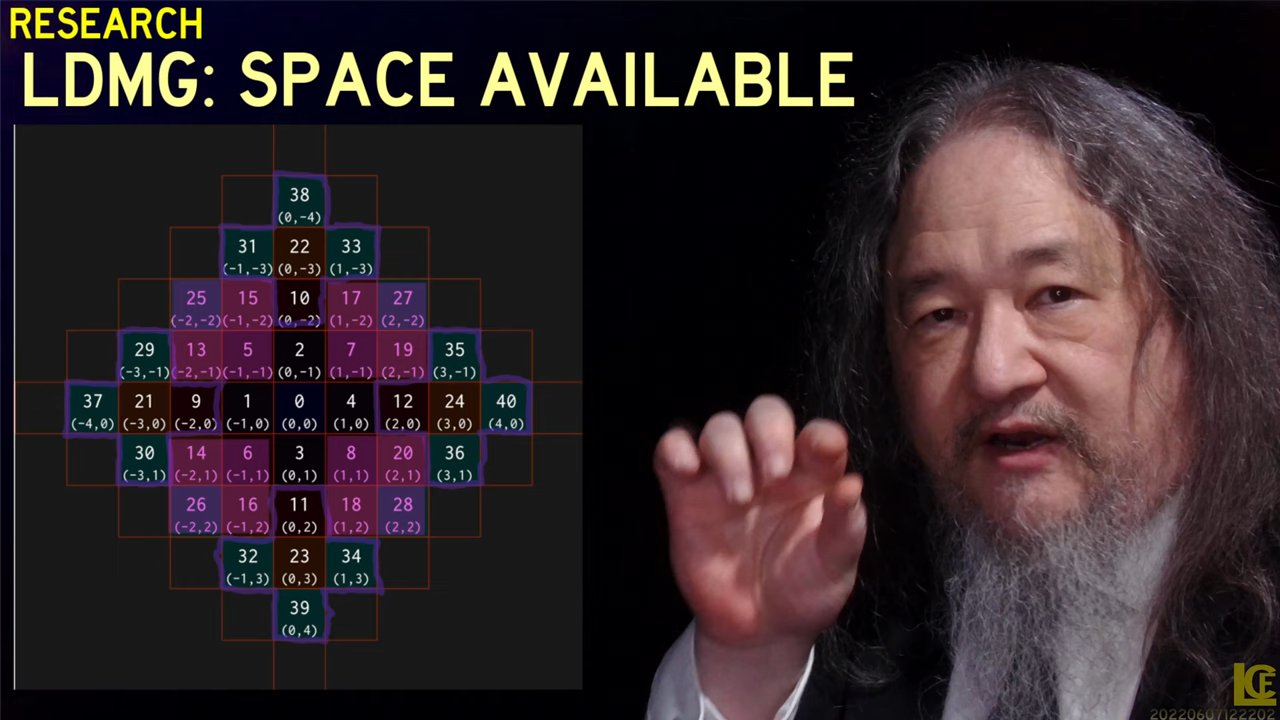 RESEARCH
LDMG: SPACE AVAILABLE
38
(0,-4)
31 22 33
(-1,-3) (0,-3) (1,-3)
25 15 10 17 27
(-2,-2) (-1,-2) (0,-2) (1,-2) (2,-2)
29 13 5 2 7 19 35
(-3,-1) (-2,-1) (-1,-1) (0,-1) (1,-1) (2,-1) (3,-1)
37 21 9 1 0 4 12 24 40
(-4,0) (-3,0) (-2,0) (-1,0) (0,0) (1,0) (2,0) (3,0) (4,0)
30 14 6 3 8 20 36
(-3,1) (-2,1) (-1,1) (0,1) (1,1) (2,1) (3,1)
26 16 11 18 28
(-2,2) (-1,2) (0,2) (1,2) (2,2)
32 23 34
(-1,3) (0,3) (1,3)
39
(0,4)
LCF
20220607122202